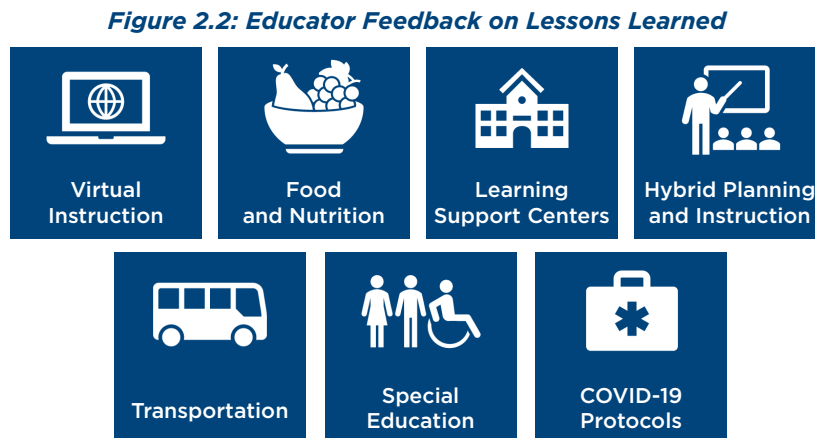 Figure 2.2: Educator Feedback on Lessons Learned
Virtual
Instruction
Food
and Nutrition
Learning
Support Centers
Hybrid Planning
and Instruction
Transportation
Special
Education
COVID-19
Protocols